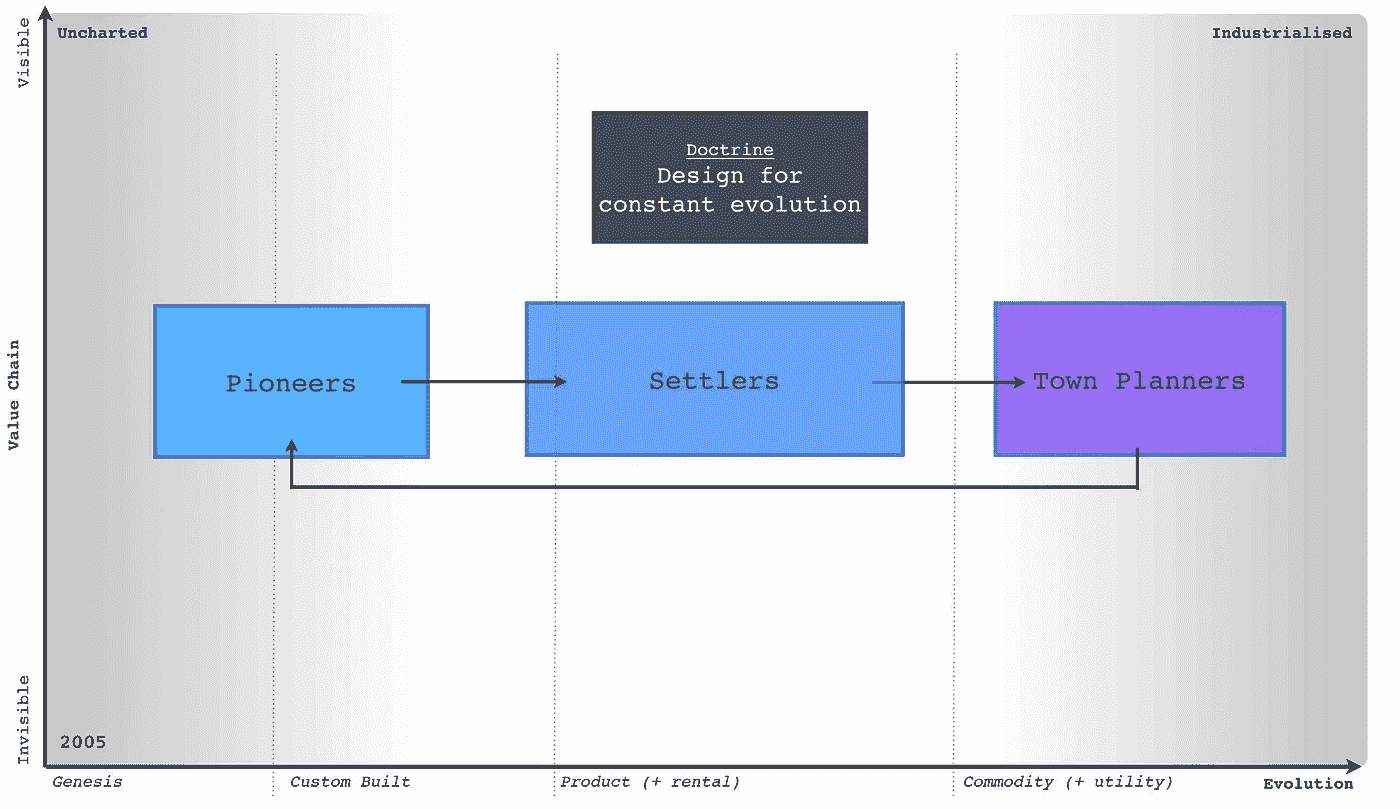 Visible
Uncharted
Industrialised
Doctrine
Design for
constant evolution
Value Chain
Pioneers
Settlers
Town Planners
Invisible
2005
Genesis
Custom Built
Product (+ rental)
Commodity (+ utility)
Evolution